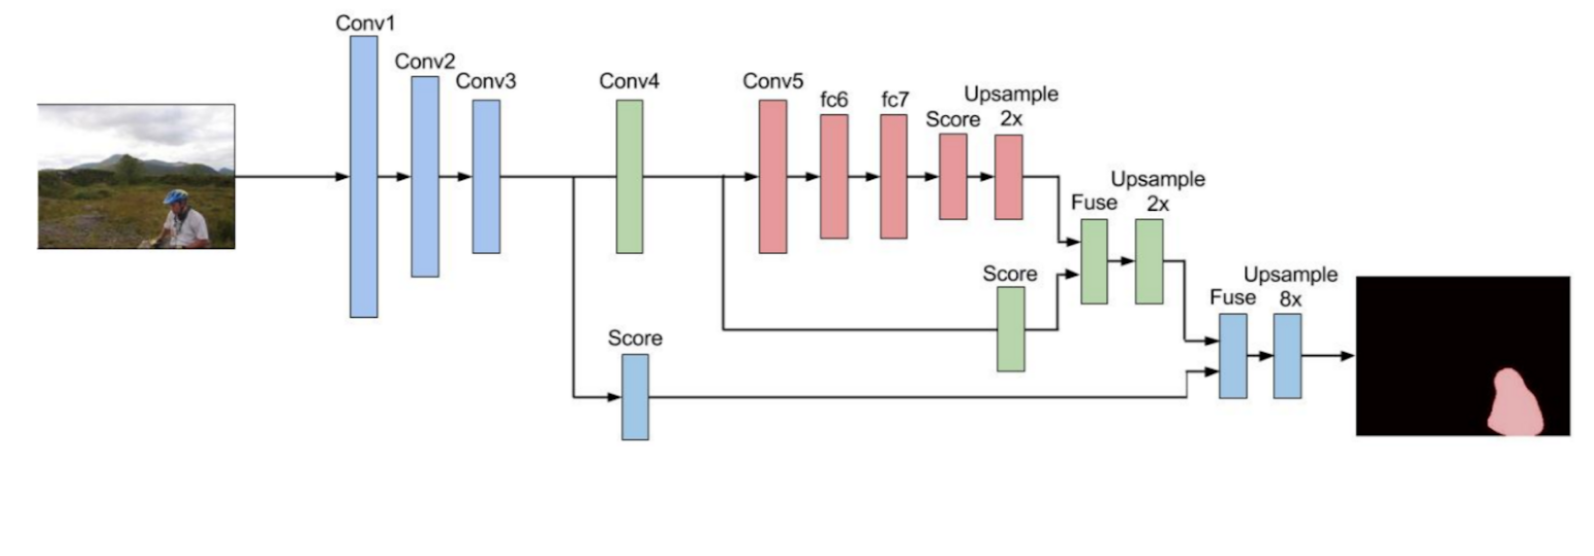 Conv1
Conv2
Conv3
Conv4
Conv5
fc6
fc7
Score
Upsample
2x
Fuse
Upsample
2x
Score
Fuse
Upsample
8x
Score